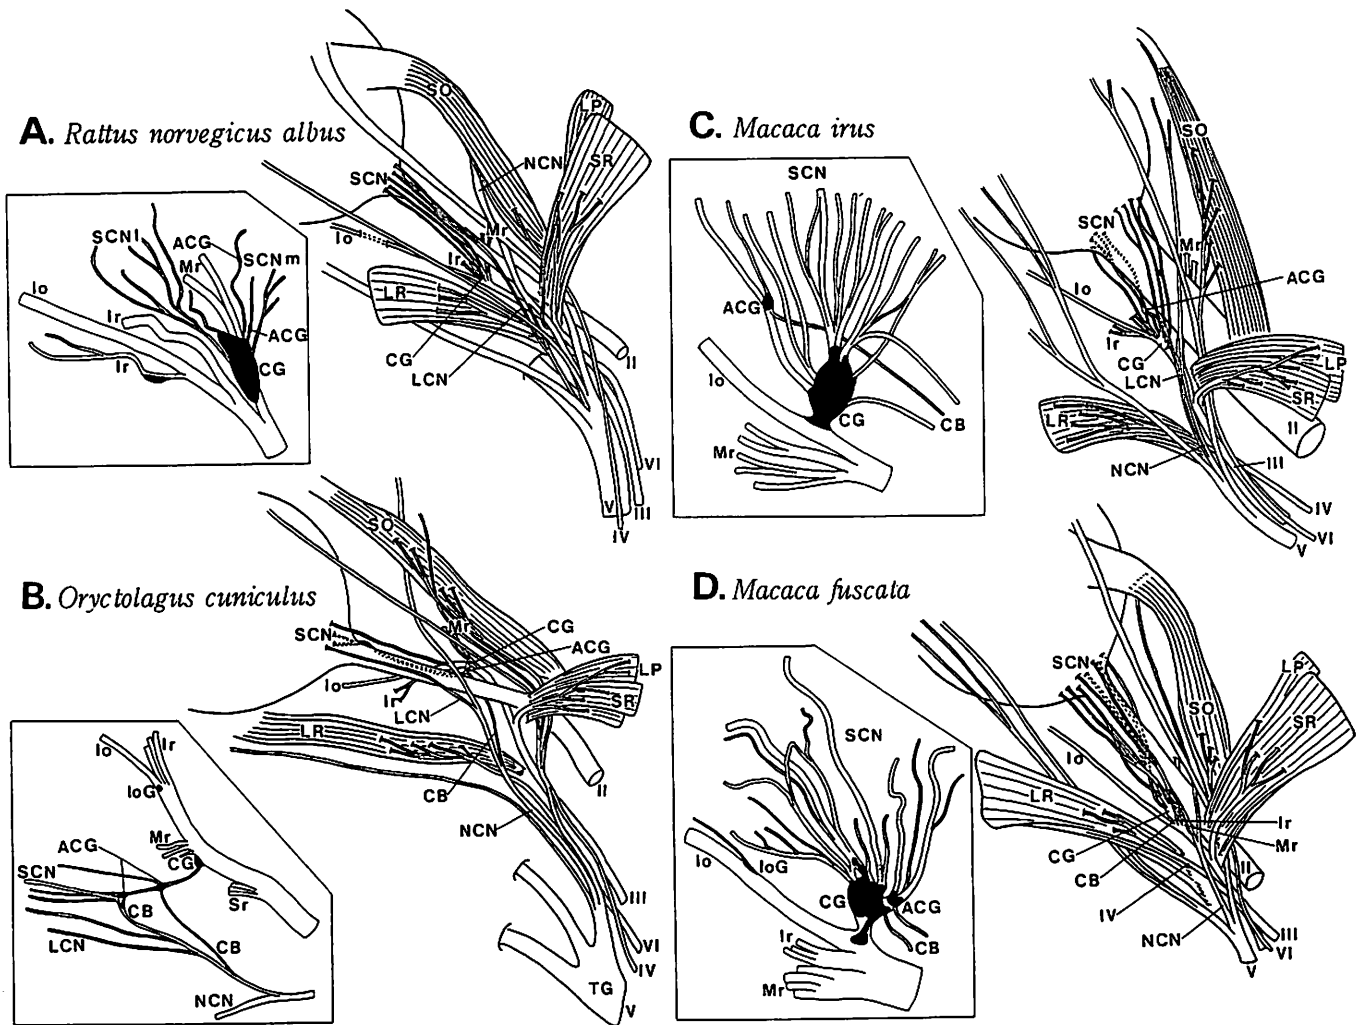 A. Rattus norvegicus albus
SO
LP
NCN
SR
SCN
Mr
Io
Ir
LR
CG
LCN
II
VI
V
III
IV
SCN l
ACG
Mr
SCN m
Io
Ir
ACG
Ir
CG
B. Oryctolagus cuniculus
SO
Mr
SCN
CG
ACG
LP
Io
Ir
LCN
SR
LR
CB
II
NCN
III
VI
IV
TG
V
Io
Ir
IoG
Mr
ACG
CG
SCN
CB
Sr
LCN
CB
NCN
C. Macaca irus
SO
SCN
Mr
ACG
Io
Ir
CG
LCN
LP
SR
LR
II
NCN
III
IV
VI
V
SCN
ACG
Io
CG
CB
Mr
D. Macaca fuscata
SCN
LP
SO
SR
Io
LR
Ir
CG
Mr
CB
II
IV
NCN
III
VI
V
SCN
Io
IoG
CG
ACG
Ir
CB
Mr